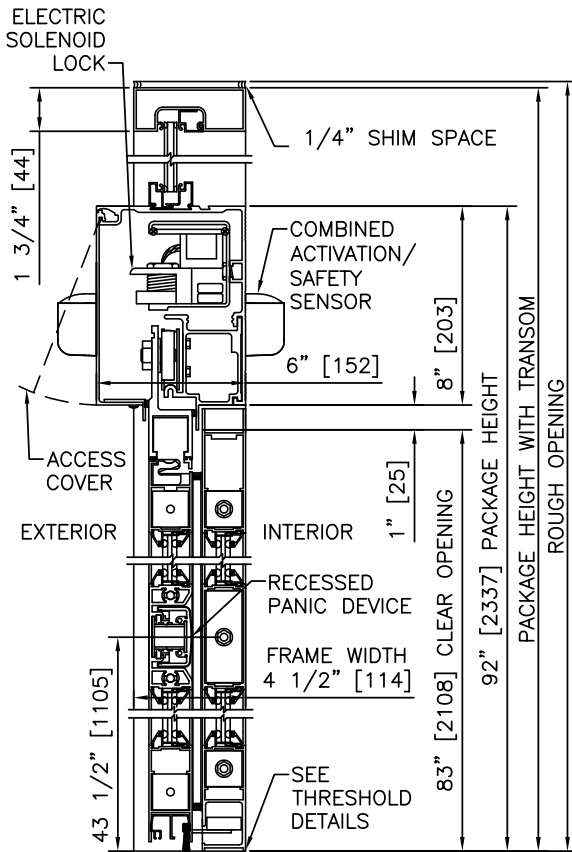 ELECTRIC
SOLENOID
LOCK
1/4" SHIM SPACE
1 3/4" [44]
COMBINED
ACTIVATION/
SAFETY
SENSOR
6" [152]
8" [203]
ACCESS
COVER
1" [25]
EXTERIOR
INTERIOR
RECESSED
PANIC DEVICE
FRAME WIDTH
4 1/2" [114]
43 1/2" [1105]
83" [2108] CLEAR OPENING
92" [2337] PACKAGE HEIGHT
PACKAGE HEIGHT WITH TRANSOM
ROUGH OPENING
SEE
THRESHOLD
DETAILS